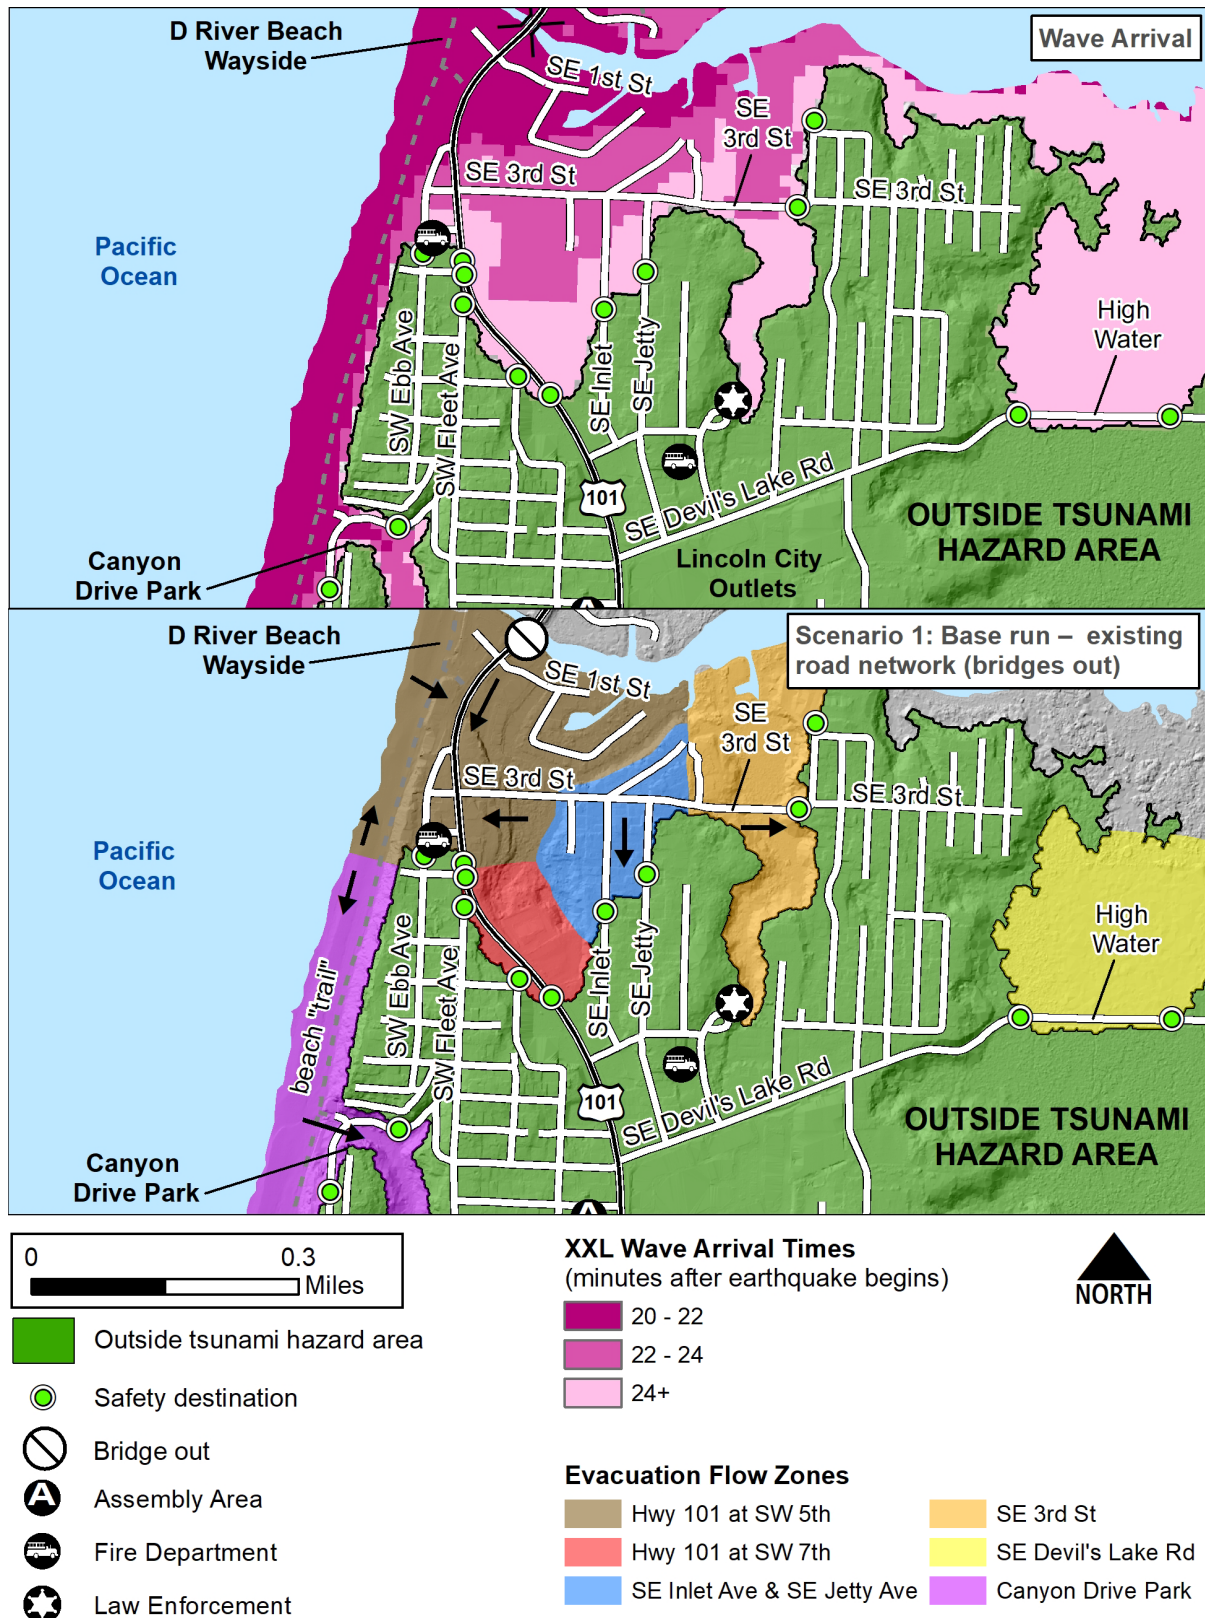 D River Beach
Wayside
Wave Arrival
SE 1st St
SE
3rd St
SE 3rd St
SE 3rd St
Pacific
Ocean
High
Water
SW Ebb Ave
SW Fleet Ave
SE Inlet
SE Jetty
101
SE Devil's Lake Rd
OUTSIDE TSUNAMI
HAZARD AREA
Canyon
Drive Park
Lincoln City
Outlets
A
D River Beach
Wayside
Scenario 1: Base run – existing
road network (bridges out)
SE 1st St
SE
3rd St
SE 3rd St
SE 3rd St
Pacific
Ocean
High
Water
beach "trail"
SW Ebb Ave
SW Fleet Ave
SE Inlet
SE Jetty
101
SE Devil's Lake Rd
OUTSIDE TSUNAMI
HAZARD AREA
Canyon
Drive Park
A
0 0.3
Miles
XXL Wave Arrival Times
(minutes after earthquake begins)
20 - 22
22 - 24
24+
NORTH
Outside tsunami hazard area
Safety destination
Bridge out
A Assembly Area
Fire Department
Law Enforcement
Evacuation Flow Zones
Hwy 101 at SW 5th
Hwy 101 at SW 7th
SE Inlet Ave & SE Jetty Ave
SE 3rd St
SE Devil's Lake Rd
Canyon Drive Park